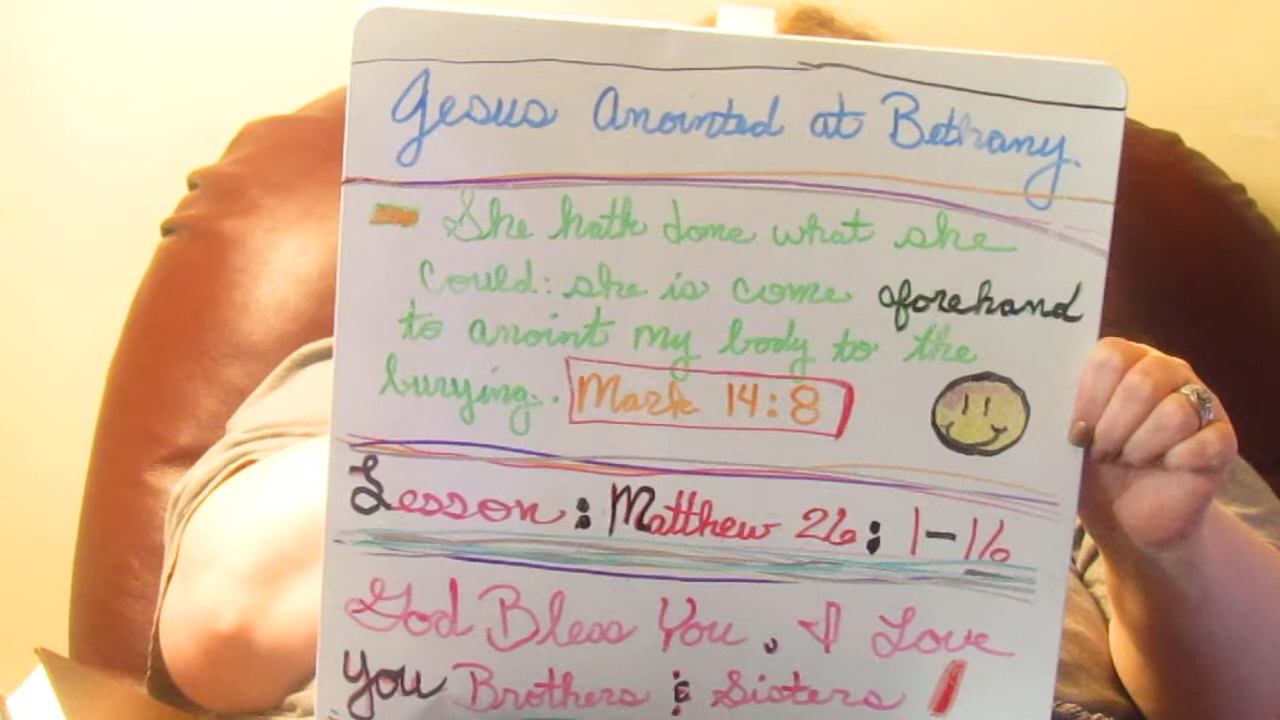 Jesus Anointed at Bethany.
She hath done what she
could: she is come aforehand
to anoint my body to the
burying. Mark 14:8
Lesson: Matthew 26: 1-16
God Bless You, I Love
you Brothers & Sisters